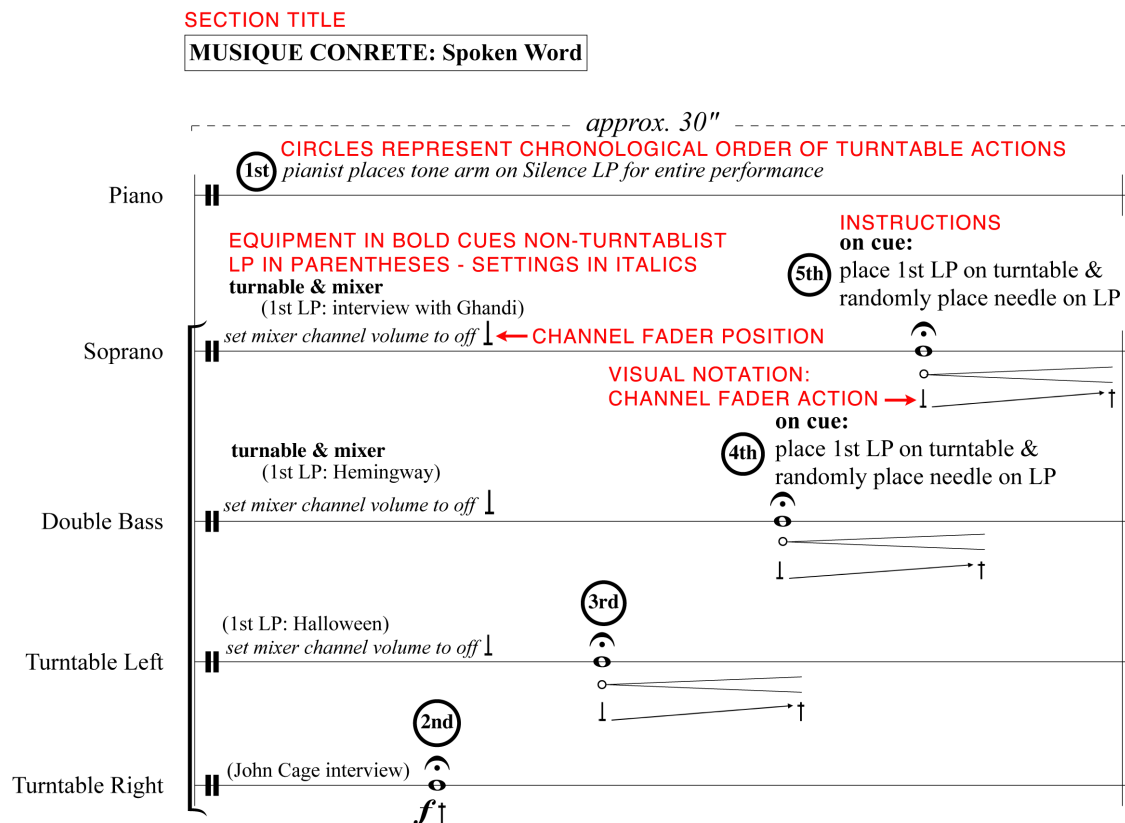 SECTION TITLE
MUSIQUE CONRETE: Spoken Word
approx. 30"
CIRCLES REPRESENT CHRONOLOGICAL ORDER OF TURNTABLE ACTIONS
1st pianist places tone arm on Silence LP for entire performance
Piano
INSTRUCTIONS
EQUIPMENT IN BOLD CUES NON-TURNTABLIST
LP IN PARENTHESES - SETTINGS IN ITALICS
turnable & mixer
(1st LP: interview with Ghandi)
set mixer channel volume to off
CHANNEL FADER POSITION
on cue:
5th
place 1st LP on turntable &
randomly place needle on LP
Soprano
VISUAL NOTATION:
CHANNEL FADER ACTION
turnable & mixer
(1st LP: Hemingway)
set mixer channel volume to off
on cue:
4th
place 1st LP on turntable &
randomly place needle on LP
Double Bass
3rd
(1st LP: Halloween)
set mixer channel volume to off
Turntable Left
2nd
(John Cage interview)
Turntable Right
f